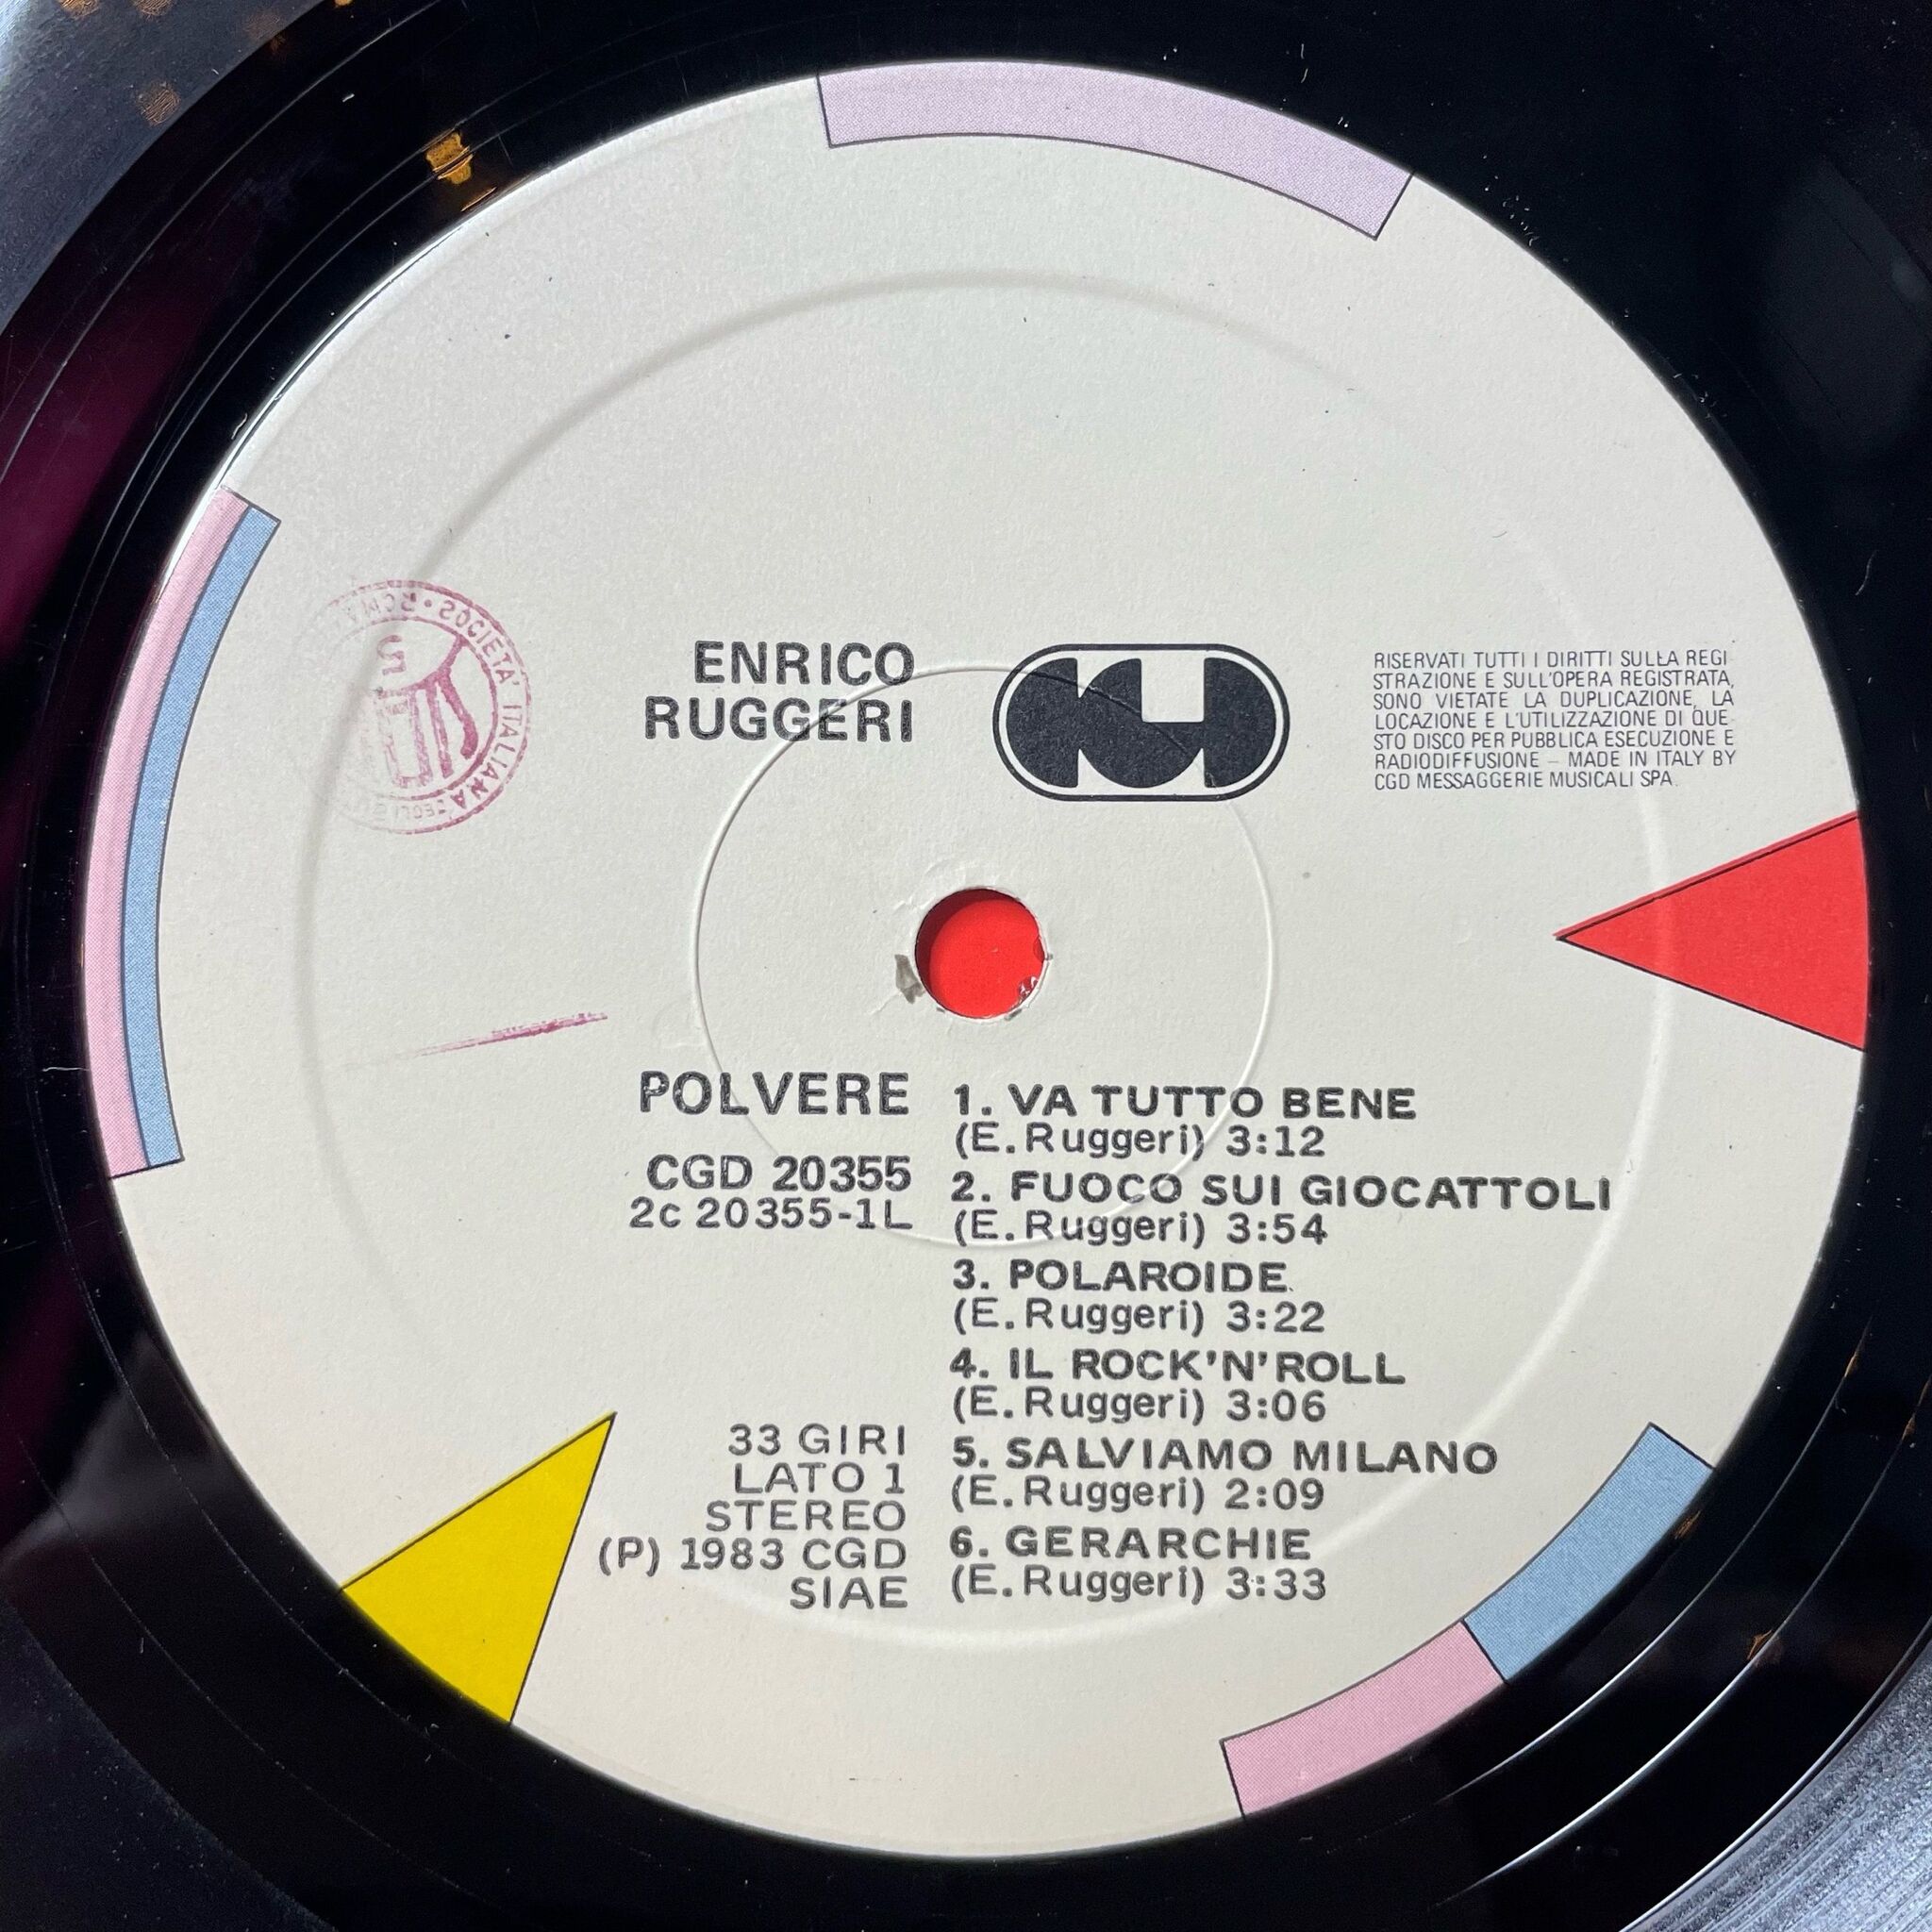 ENRICO
RUGGERI
RISERVATI TUTTI I DIRITTI SULLA REGI
STRAZIONE E SULL'OPERA REGISTRATA,
SONO VIETATE LA DUPLICAZIONE, LA
LOCAZIONE E L'UTILIZZAZIONE DI QUE-
STO DISCO PER PUBBLICA ESECUZIONE E
RADIODIFFUSIONE – MADE IN ITALY BY
CGD MESSAGGERIE MUSICALI SPA.
SOCIETA' ITALIANA
POLVERE
CGD 20355
2c 20355-1L
1. VA TUTTO BENE
(E. Ruggeri) 3:12
2. FUOCO SUI GIOCATTOLI
(E. Ruggeri) 3:54
3. POLAROIDE
(E. Ruggeri) 3:22
4. IL ROCK'N'ROLL
(E. Ruggeri) 3:06
5. SALVIAMO MILANO
(E. Ruggeri) 2:09
6. GERARCHIE
(E. Ruggeri) 3:33
33 GIRI
LATO 1
STEREO
(P) 1983 CGD
SIAE